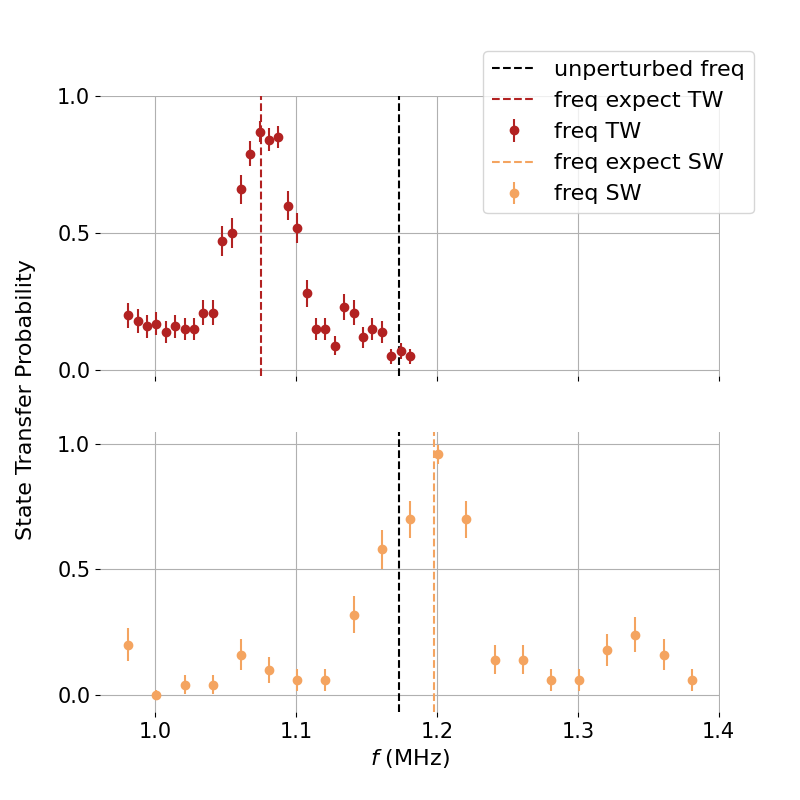 unperturbed freq
freq expect TW
freq TW
freq expect SW
freq SW
1.0
0.5
0.0
State Transfer Probability
1.0
0.5
0.0
1.0 1.1 1.2 1.3 1.4
f (MHz)